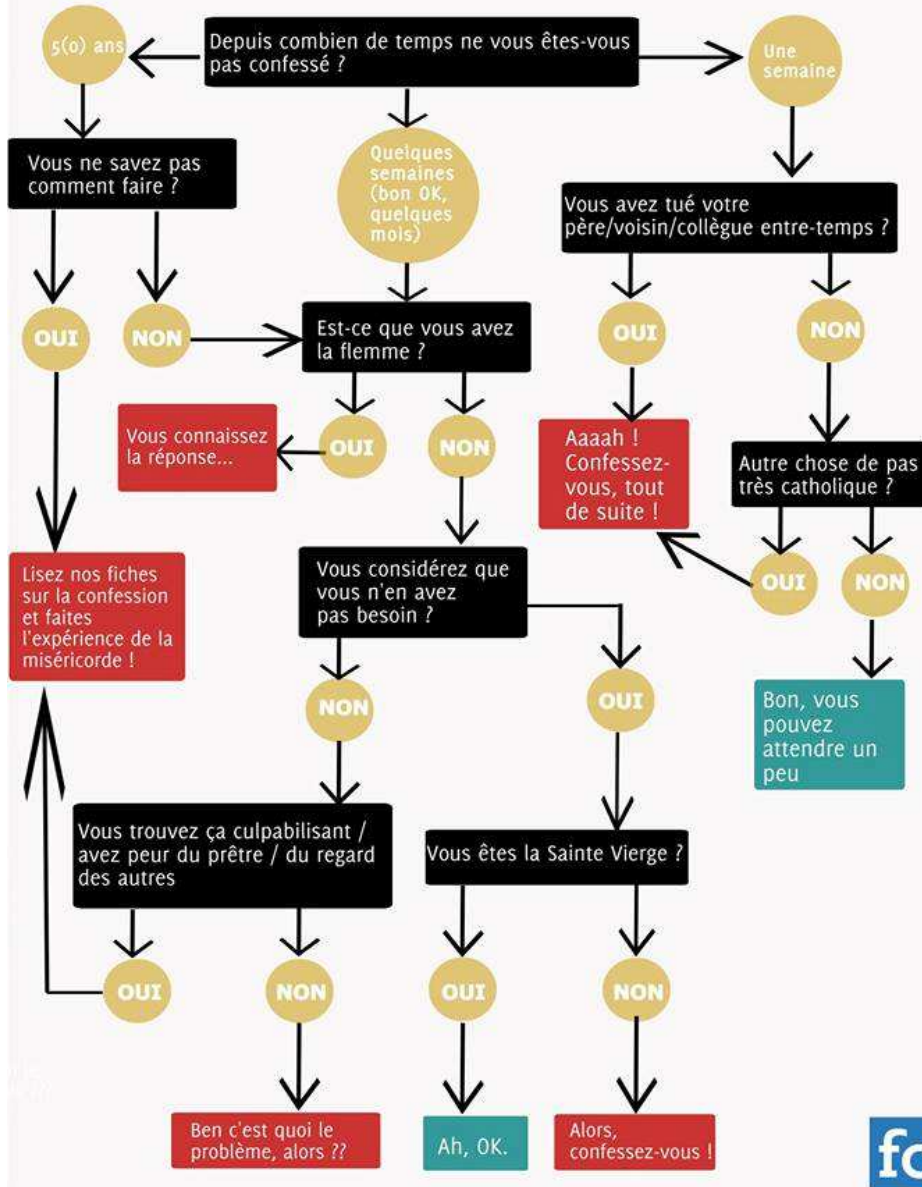 Depuis combien de temps ne vous êtes-vous
pas confessé ?
5(0) ans
Une
semaine
Quelques
semaines
(bon OK,
quelques
mois)
Vous ne savez pas
comment faire ?
Vous avez tué votre
père/voisin/collègue entre-temps ?
OUI
NON
Est-ce que vous avez
la flemme ?
OUI
NON
Vous connaissez
la réponse...
OUI
NON
Aaaah !
Confessez-
vous, tout
de suite !
Autre chose de pas
très catholique ?
OUI
NON
Lisez nos fiches
sur la confession
et faites
l'expérience de la
miséricorde !
Vous considérez que
vous n'en avez
pas besoin ?
NON
OUI
Bon, vous
pouvez
attendre un
peu
Vous trouvez ça culpabilisant /
avez peur du prêtre / du regard
des autres
Vous êtes la Sainte Vierge ?
OUI
NON
OUI
NON
Ben c'est quoi le
problème, alors ??
Ah, OK.
Alors,
confessez-vous !